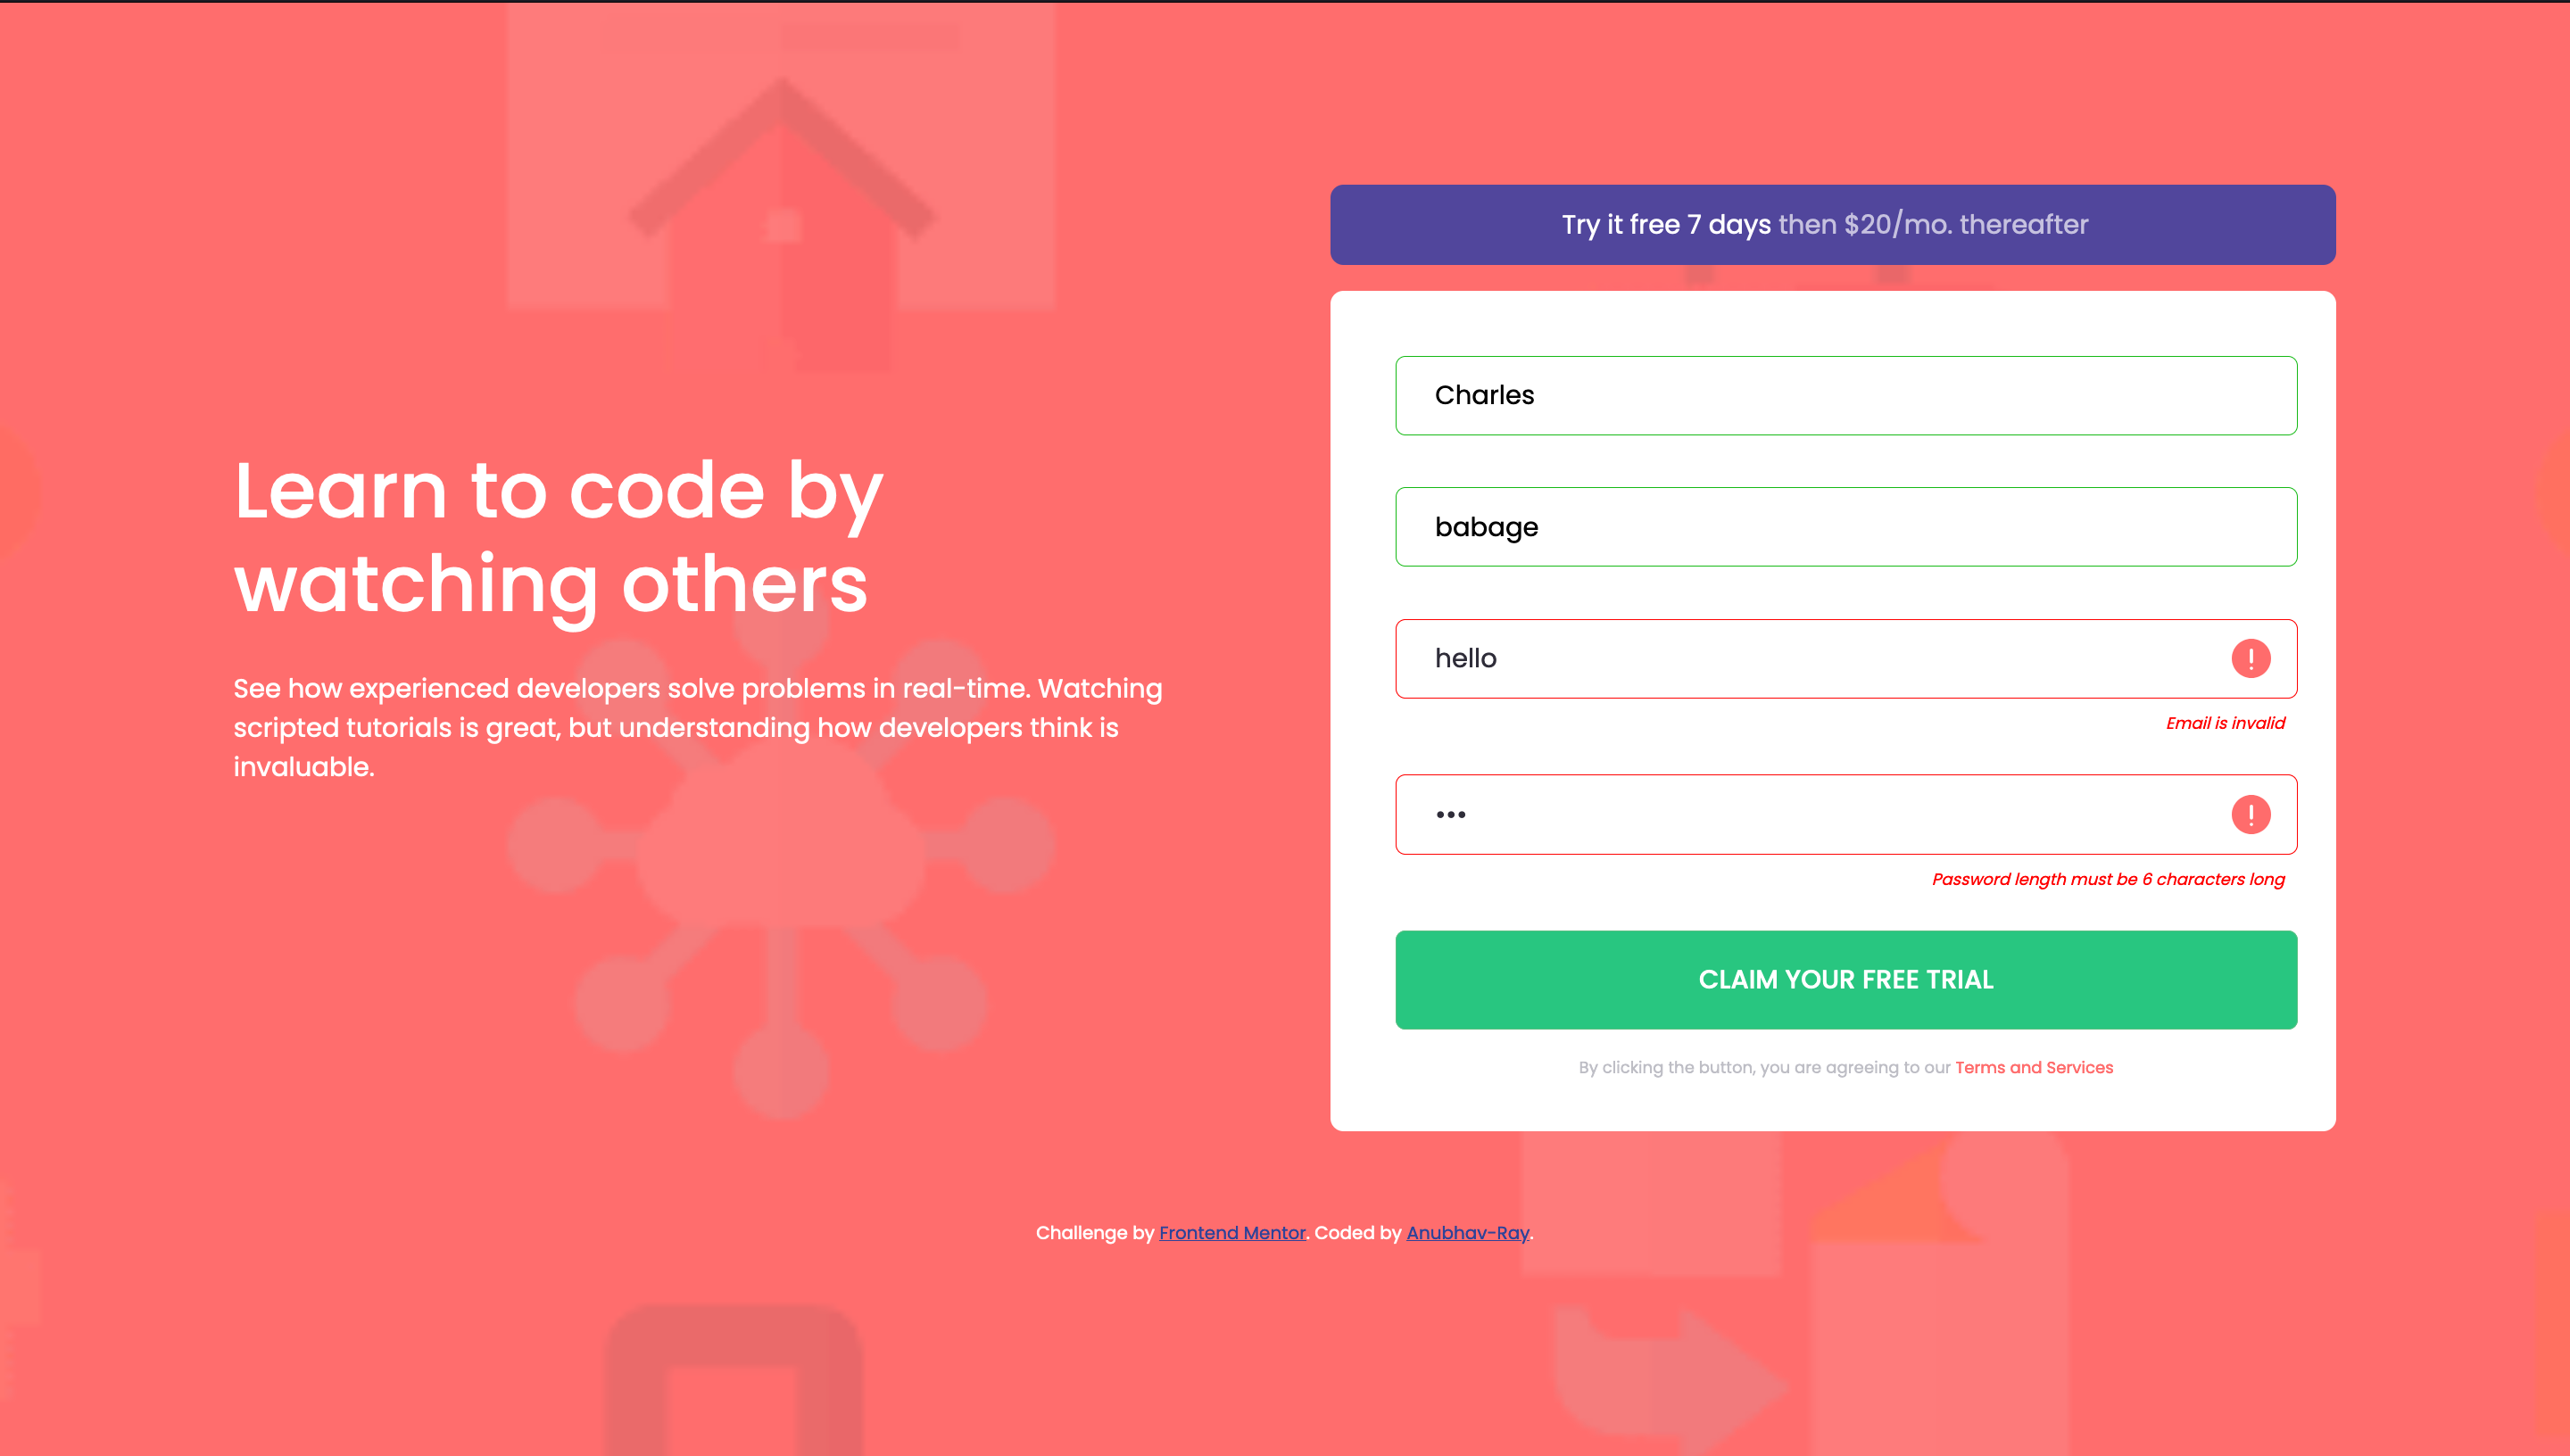 Learn to code by
watching others
See how experienced developers solve problems in real-time. Watching
scripted tutorials is great, but understanding how developers think is
invaluable.
Try it free 7 days then $20/mo. thereafter
Charles
babage
hello
Email is invalid
•••
Password length must be 6 characters long
CLAIM YOUR FREE TRIAL
By clicking the button, you are agreeing to our Terms and Services
Challenge by Frontend Mentor. Coded by Anubhav-Ray.